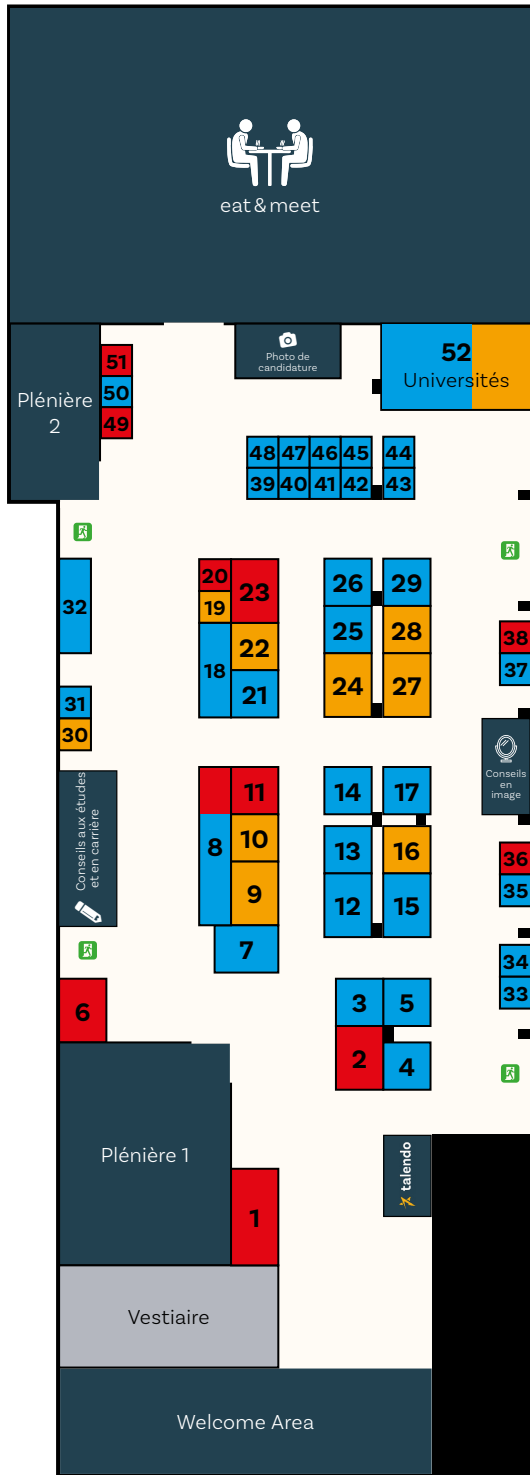 eat & meet
Photo de
candidature
52
Universités
Plénière
2
51
50
49
48 47 46 45 44
39 40 41 42 43
32
20
19
23
22
18
21
26
29
25
28
24
27
38
37
31
30
Conseils
en
image
Conseils aux études
et en carrière
11
8
10
9
7
14
17
13
16
12
15
36
35
34
33
6
3
5
2
4
Plénière 1
talendo
1
Vestiaire
Welcome Area